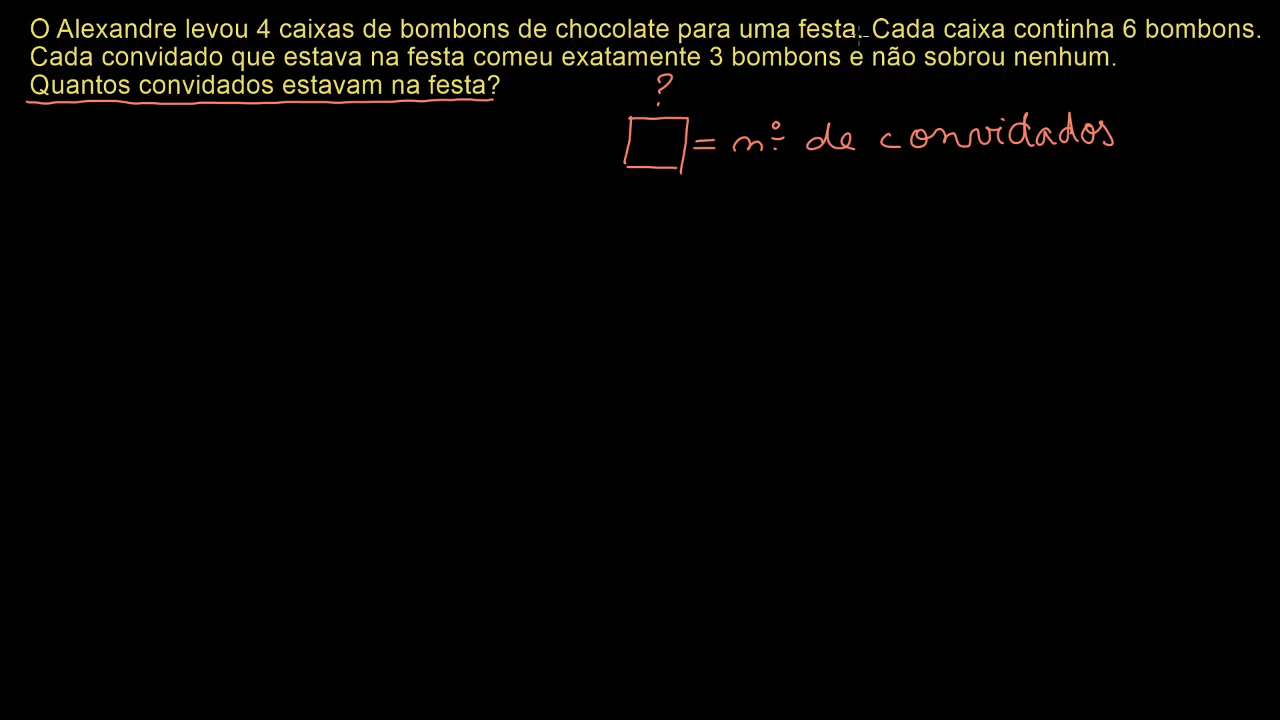 O Alexandre levou 4 caixas de bombons de chocolate para uma festa. Cada caixa continha 6 bombons.
Cada convidado que estava na festa comeu exatamente 3 bombons e não sobrou nenhum.
Quantos convidados estavam na festa?
?
= nº de convidados